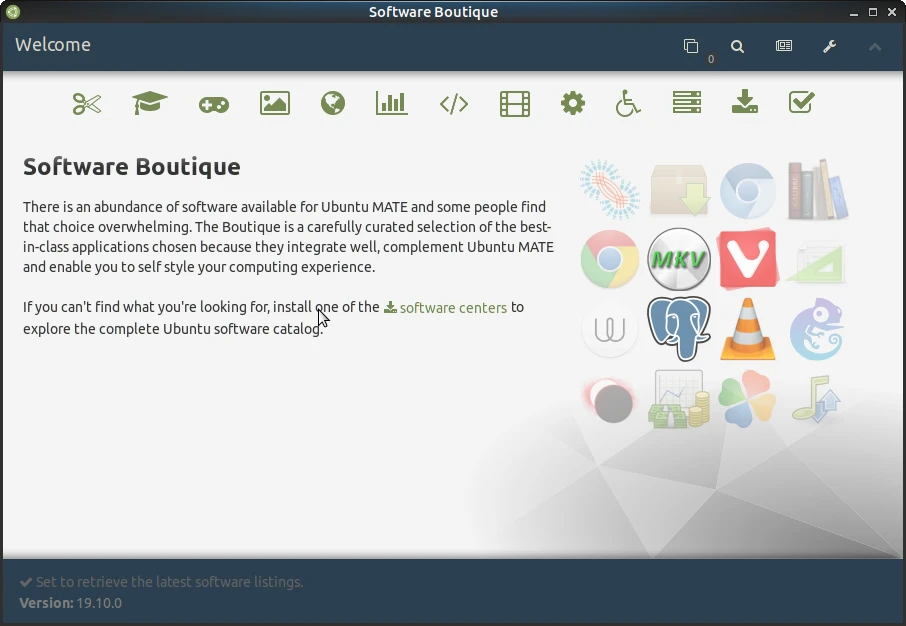 Software Boutique
Welcome
0
Software Boutique
There is an abundance of software available for Ubuntu MATE and some people find
that choice overwhelming. The Boutique is a carefully curated selection of the best-
in-class applications chosen because they integrate well, complement Ubuntu MATE
and enable you to self style your computing experience.
If you can't find what you're looking for, install one of the software centers to
explore the complete Ubuntu software catalog.
MKV
Set to retrieve the latest software listings.
Version: 19.10.0